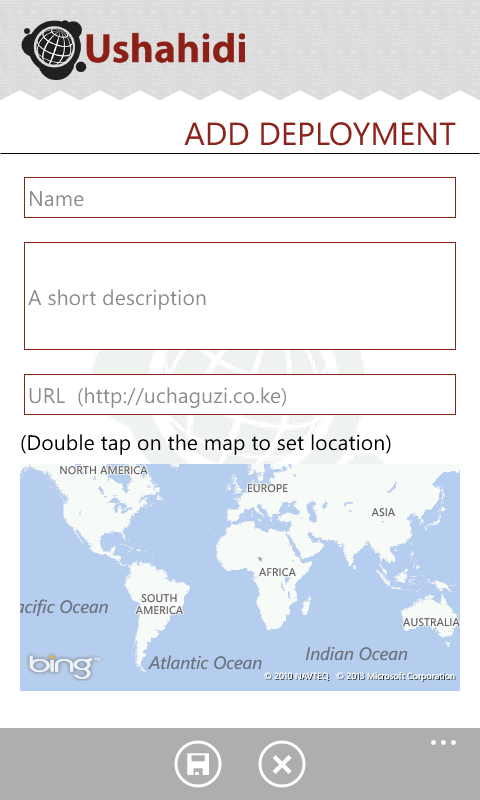 Ushahidi
ADD DEPLOYMENT
Name
A short description
URL (http://uchaguzi.co.ke)
(Double tap on the map to set location)
NORTH AMERICA
EUROPE
ASIA
AFRICA
SOUTH
AMERICA
acific Ocean
AUSTRALIA
Indian Ocean
Atlantic Ocean
bing™
© 2010 NAVTEQ © 2013 Microsoft Corporation